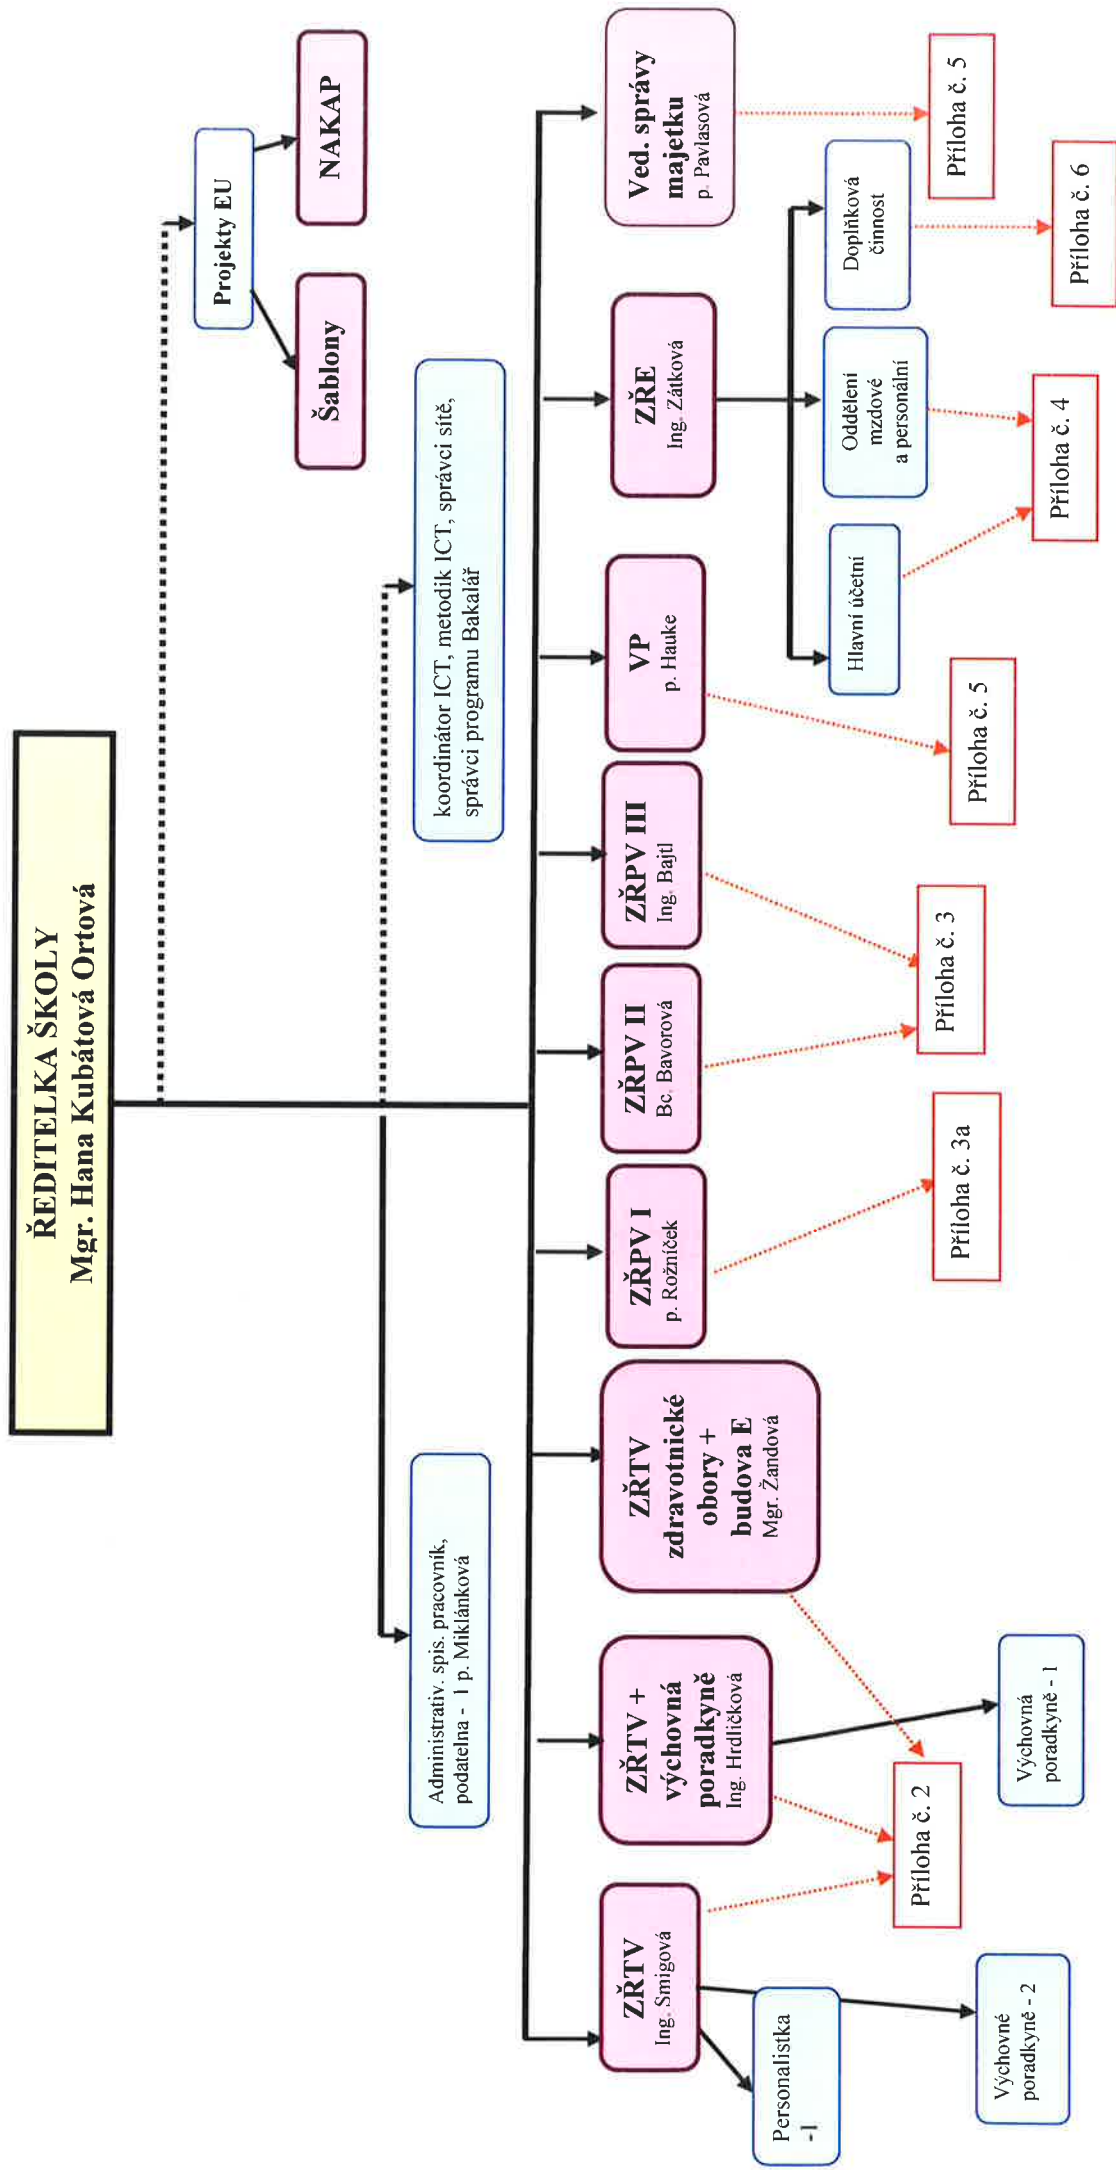 ŘEDITELKA ŠKOLY
Mgr. Hana Kubátová Ortová
Projekty EU
Šablony
NAKAP
Administrativ. spis. pracovník,
podatelna - 1 p. Miklánková
koordinátor ICT, metodik ICT, správci sítě,
správci programu Bakalář
ZŘTV
Ing. Smigová
ZŘTV +
výchovná
poradkyně
Ing. Hrdličková
ZŘTV
zdravotnické
obory +
budova E
Mgr. Žandová
ZŘPV I
p. Rožníček
ZŘPV II
Bc. Bavorová
ZŘPV III
Ing. Bajtl
VP
p. Hauke
ZŘE
Ing. Zátková
Ved. správy
majetku
p. Pavlasová
Personalistka
-1
Výchovné
poradkyně - 2
Příloha č. 2
Výchovná
poradkyně - 1
Příloha č. 3a
Příloha č. 3
Příloha č. 5
Hlavní účetní
Oddělení
mzdové
a personální
Doplňková
činnost
Příloha č. 4
Příloha č. 6
Příloha č. 5